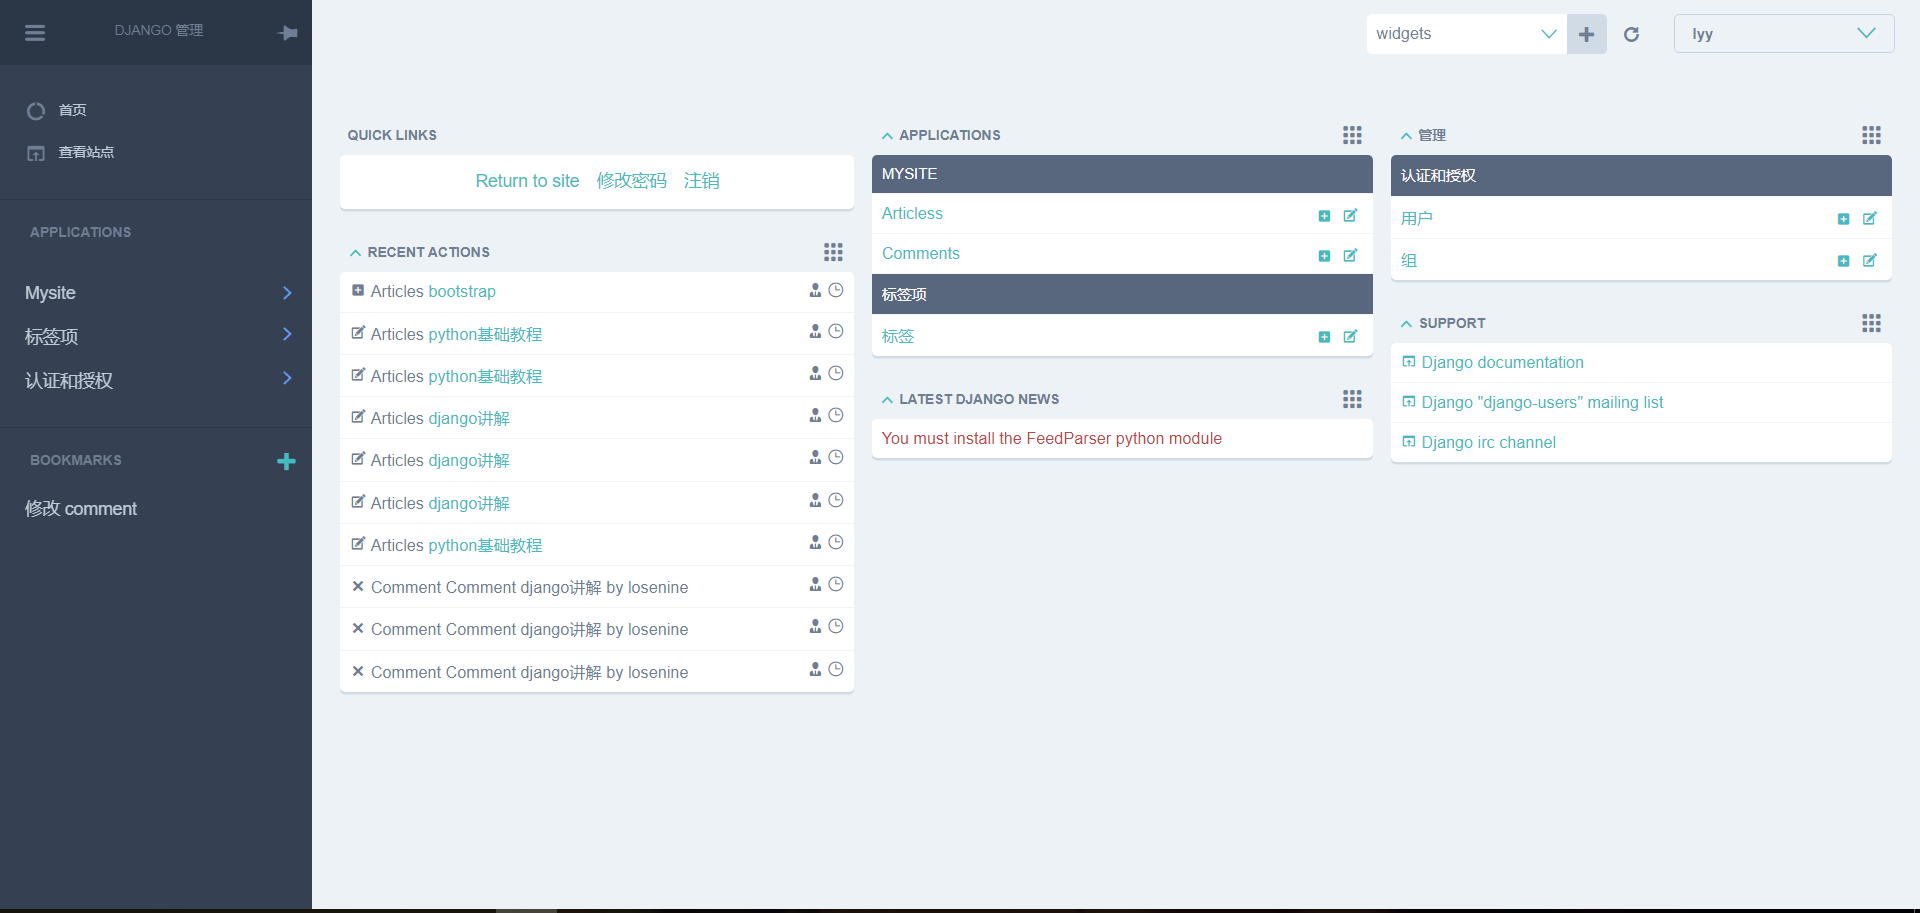 DJANGO 管理
首页
查看站点
APPLICATIONS
Mysite
标签项
认证和授权
BOOKMARKS
修改 comment
widgets
lyy
QUICK LINKS
Return to site 修改密码 注销
RECENT ACTIONS
Articles bootstrap
Articles python基础教程
Articles python基础教程
Articles django讲解
Articles django讲解
Articles django讲解
Articles python基础教程
Comment Comment django讲解 by losenine
Comment Comment django讲解 by losenine
Comment Comment django讲解 by losenine
APPLICATIONS
MYSITE
Articless
Comments
标签项
标签
LATEST DJANGO NEWS
You must install the FeedParser python module
管理
认证和授权
用户
组
SUPPORT
Django documentation
Django "django-users" mailing list
Django irc channel